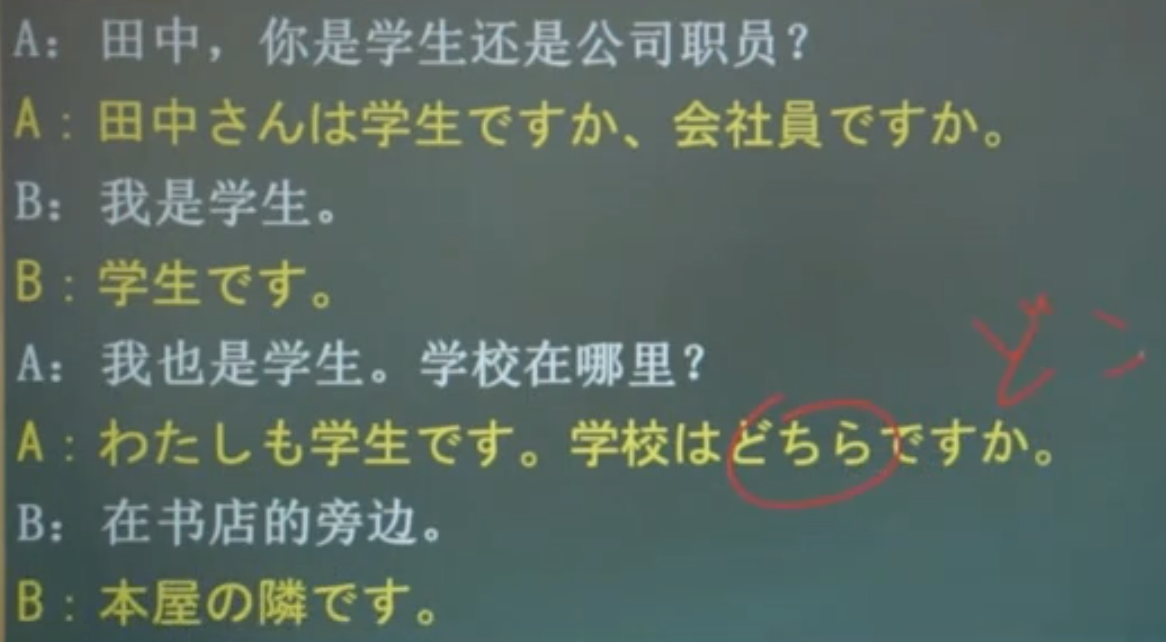 A：田中，你是学生还是公司职员？
A：田中さんは学生ですか、会社員ですか。
B：我是学生。
B：学生です。
A：我也是学生。学校在哪里？
A：わたしも学生です。学校はどちらですか。
ど こ
B：在书店的旁边。
B：本屋の隣です。